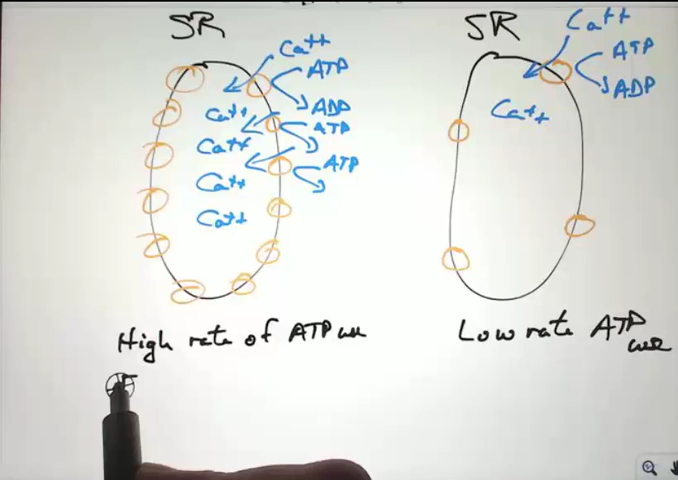 SR
Ca++
ATP
ADP
Ca++
ATP
Ca++
ATP
Ca++
Ca++
High rate of ATP use
SR
Ca++
ATP
ADP
Ca++
Low rate ATP
use